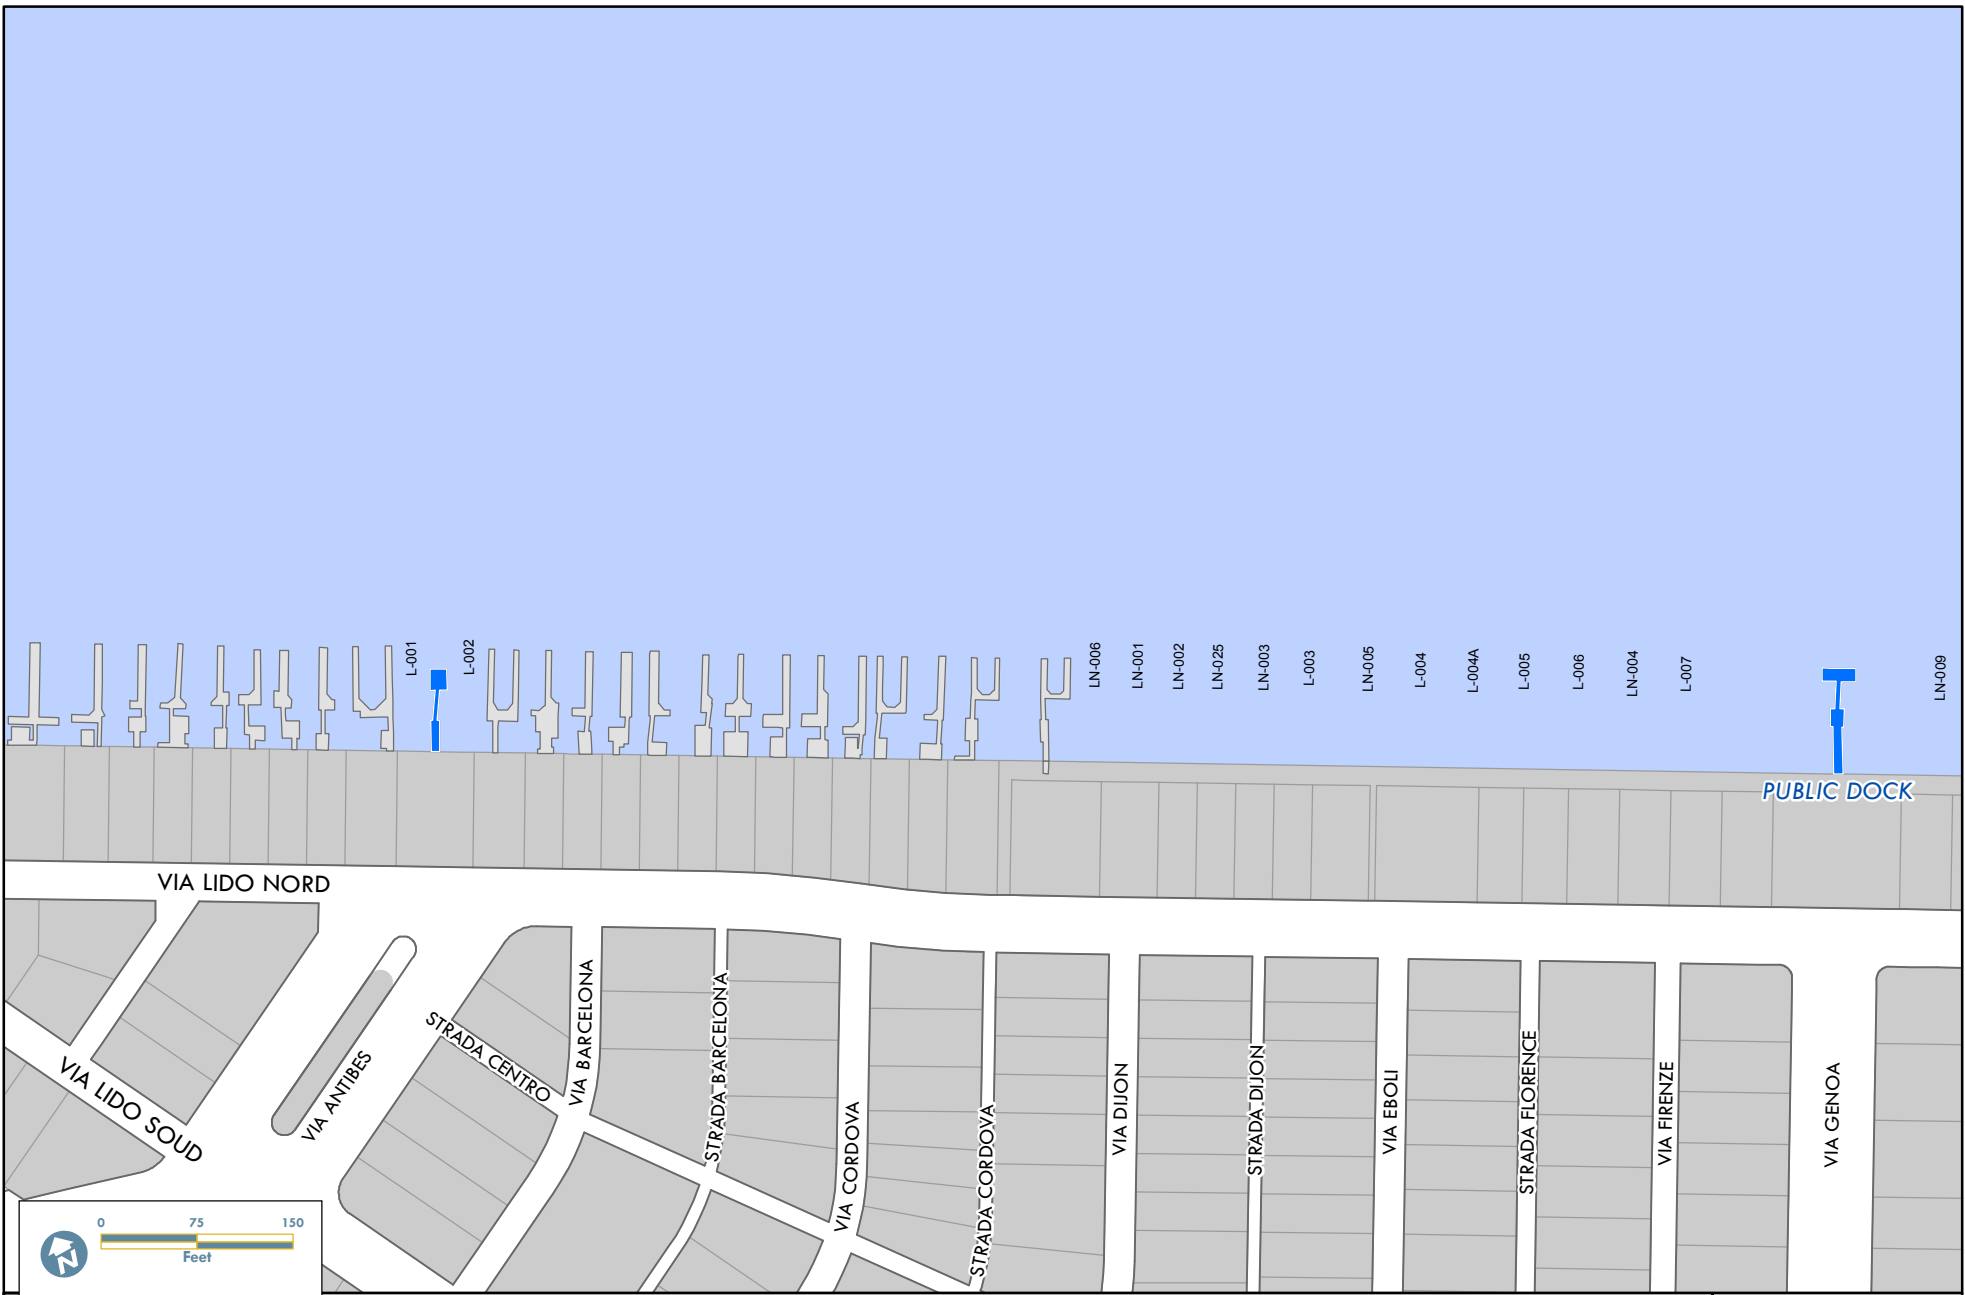 L-001
L-002
LN-006
LN-001
LN-002
LN-025
LN-003
L-003
LN-005
L-004
L-004A
L-005
L-006
LN-004
L-007
LN-009
PUBLIC DOCK
VIA LIDO NORD
VIA LIDO SOUD
VIA ANTIBES
STRADA CENTRO
VIA BARCELONA
STRADA BARCELONA
VIA CORDOVA
STRADA CORDOVA
VIA DIJON
STRADA DIJON
VIA EBOLI
STRADA FLORENCE
VIA FIRENZE
VIA GENOA
0 75 150
Feet
N